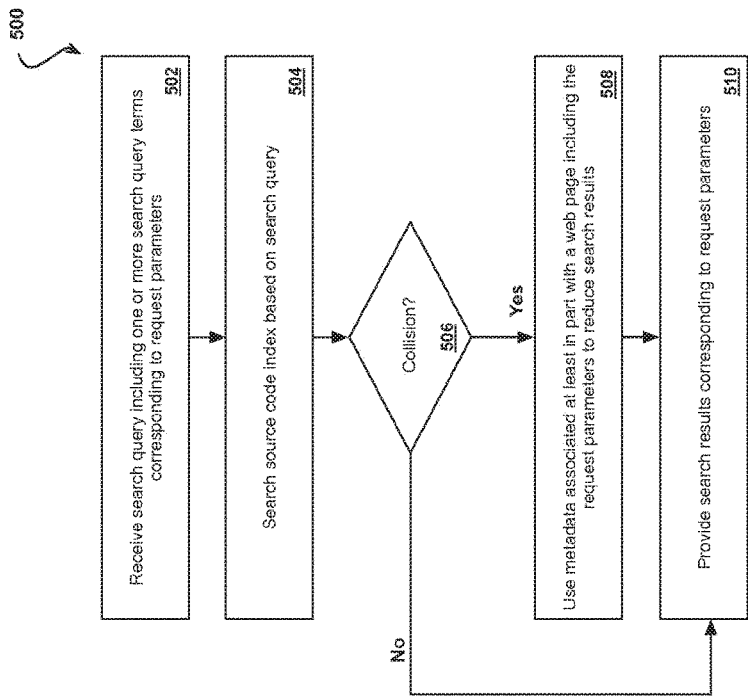 500
Receive search query including one or more search query terms
corresponding to request parameters
502
Search source code index based on search query
504
Collision?
506
Yes
No
Use metadata associated at least in part with a web page including the
request parameters to reduce search results
508
Provide search results corresponding to request parameters
510